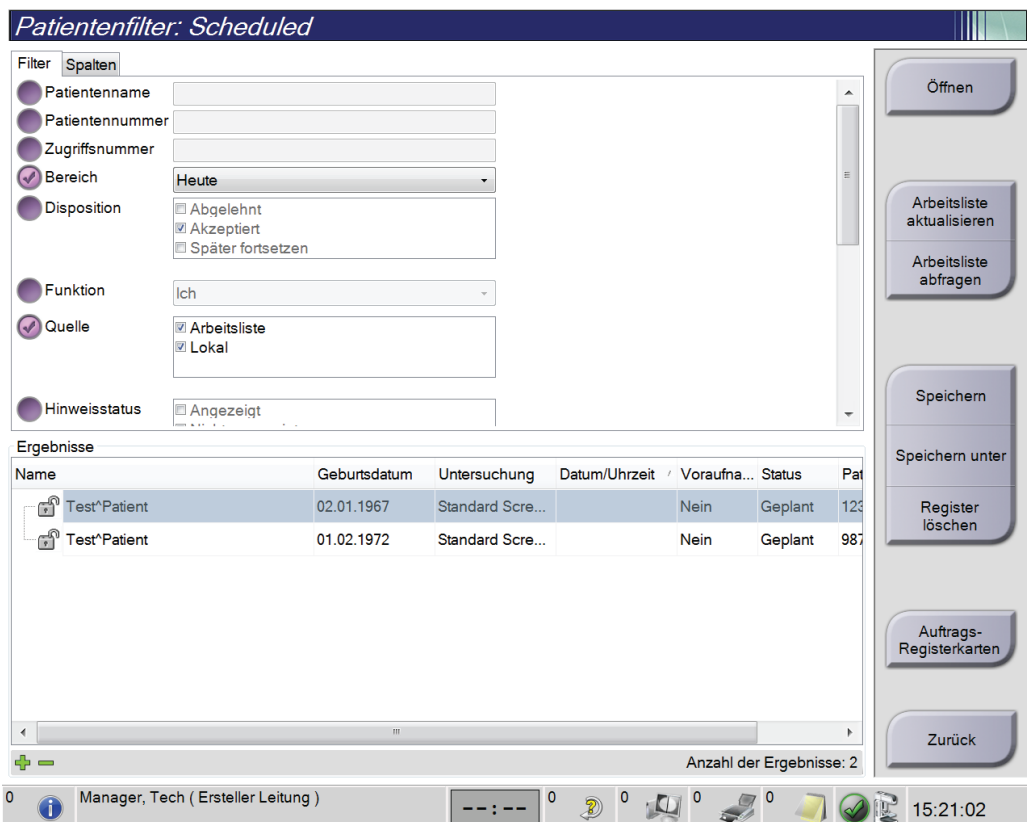 Patientenfilter: Scheduled
Filter Spalten
Patientenname
Patientennummer
Zugriffsnummer
Bereich Heute
Disposition
Abgelehnt
Akzeptiert
Später fortsetzen
Funktion Ich
Quelle
Arbeitsliste
Lokal
Hinweisstatus
Angezeigt
Ergebnisse
Name Geburtsdatum Untersuchung Datum/Uhrzeit Voraufna... Status Pat
Test^Patient 02.01.1967 Standard Scre... Nein Geplant 123
Test^Patient 01.02.1972 Standard Scre... Nein Geplant 987
Anzahl der Ergebnisse: 2
Öffnen
Arbeitsliste
aktualisieren
Arbeitsliste
abfragen
Speichern
Speichern unter
Register
löschen
Auftrags-
Registerkarten
Zurück
0 Manager, Tech ( Ersteller Leitung ) --:-- 0 0 0 0 15:21:02